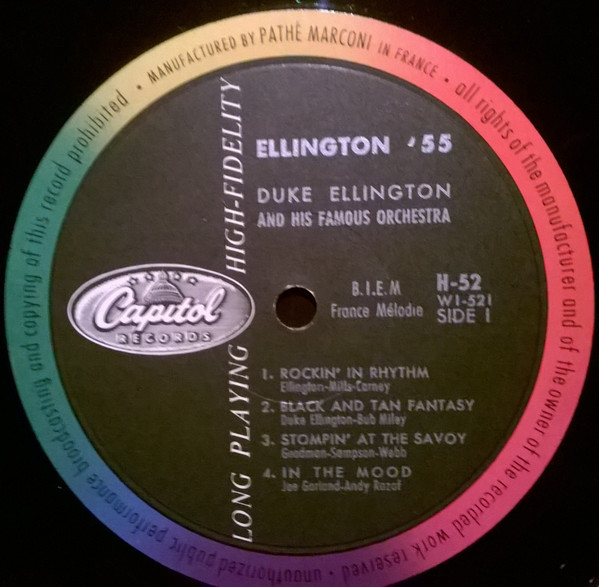 • MANUFACTURED BY PATHÉ MARCONI IN FRANCE • all rights of the manufacturer and of the owner of the recorded work reserved • unauthorized public performance broadcasting and copying of this record prohibited
LONG PLAYING HIGH-FIDELITY
ELLINGTON '55
DUKE ELLINGTON
AND HIS FAMOUS ORCHESTRA
Capitol
RECORDS
B.I.E.M
France Mélodie
H-52
W1-521
SIDE 1
1. ROCKIN' IN RHYTHM
Ellington-Mills-Carney
2. BLACK AND TAN FANTASY
Duke Ellington-Bub Miley
3. STOMPIN' AT THE SAVOY
Goodman-Sampson-Webb
4. IN THE MOOD
Joe Garland-Andy Razaf